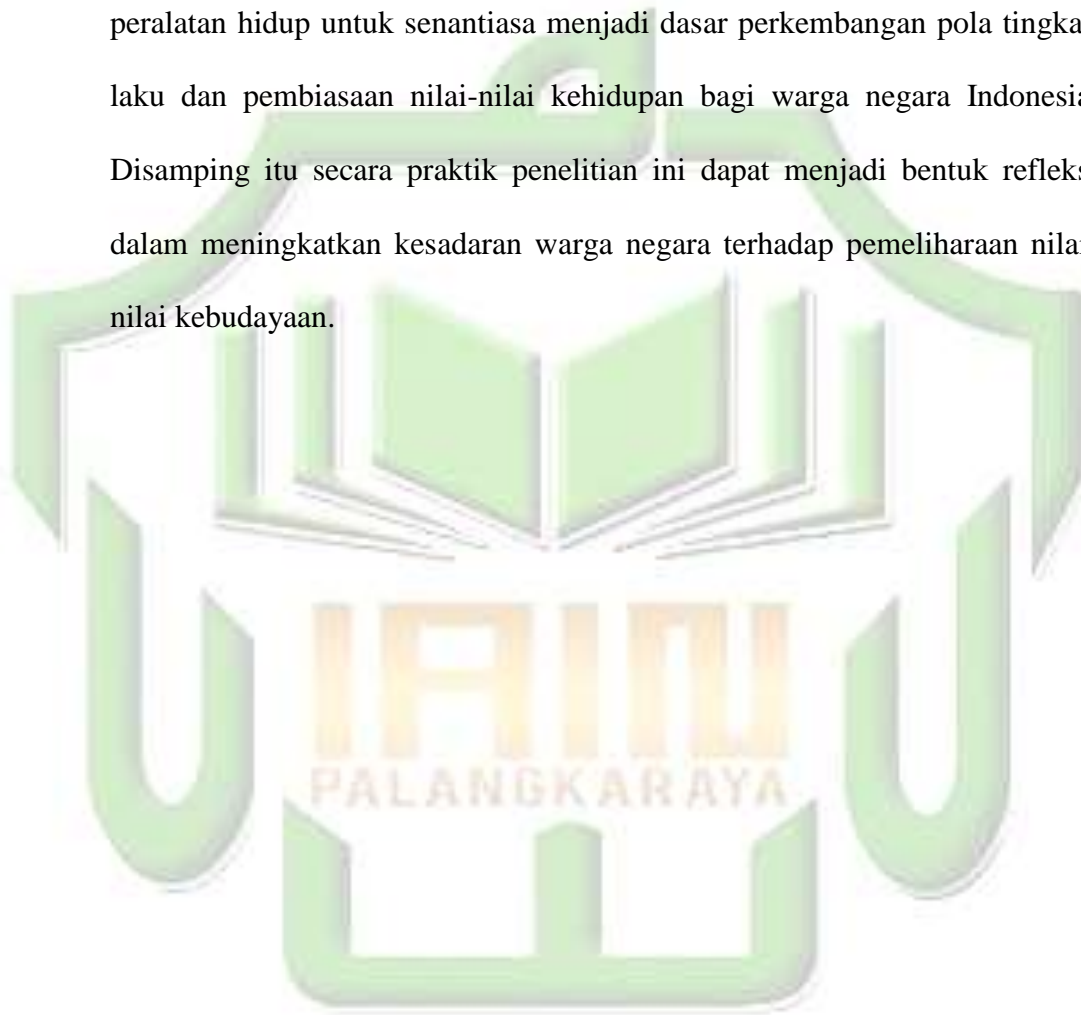 peralatan hidup untuk senantiasa menjadi dasar perkembangan pola tingka
laku dan pembiasaan nilai-nilai kehidupan bagi warga negara Indonesia
Disamping itu secara praktik penelitian ini dapat menjadi bentuk refleks
dalam meningkatkan kesadaran warga negara terhadap pemeliharaan nilai
nilai kebudayaan.
IAIN
PALANGKARAYA